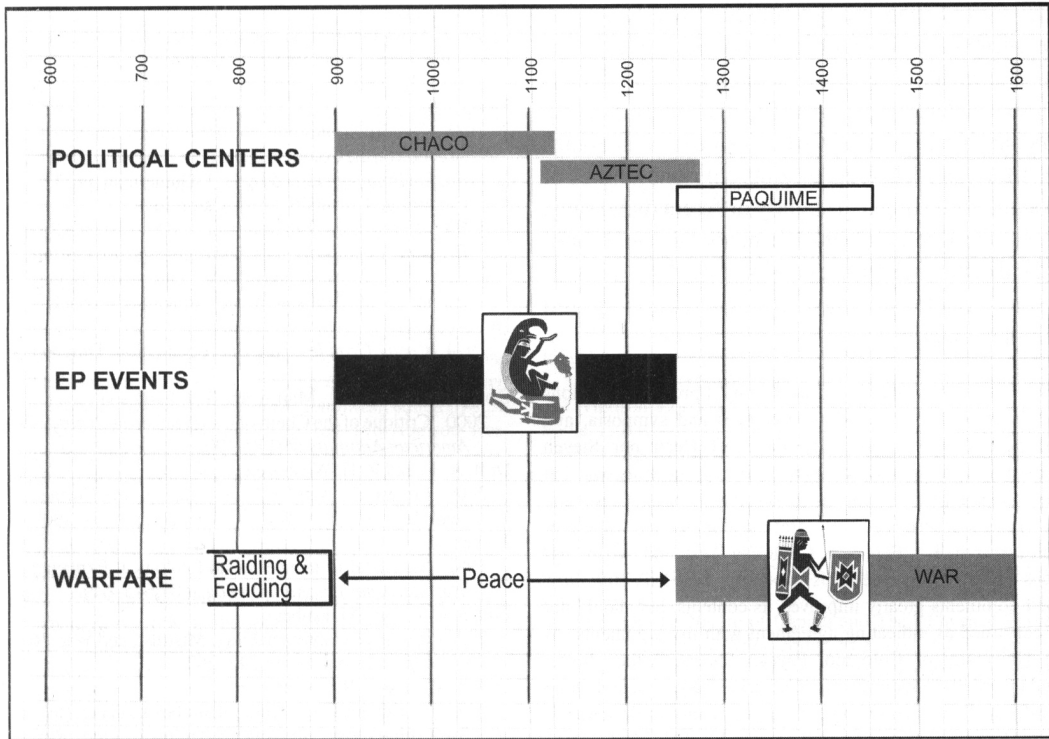 600
700
800
900
1000
1100
1200
1300
1400
1500
1600
POLITICAL CENTERS
CHACO
AZTEC
PAQUIME
EP EVENTS
WARFARE
Raiding &
Feuding
Peace
WAR